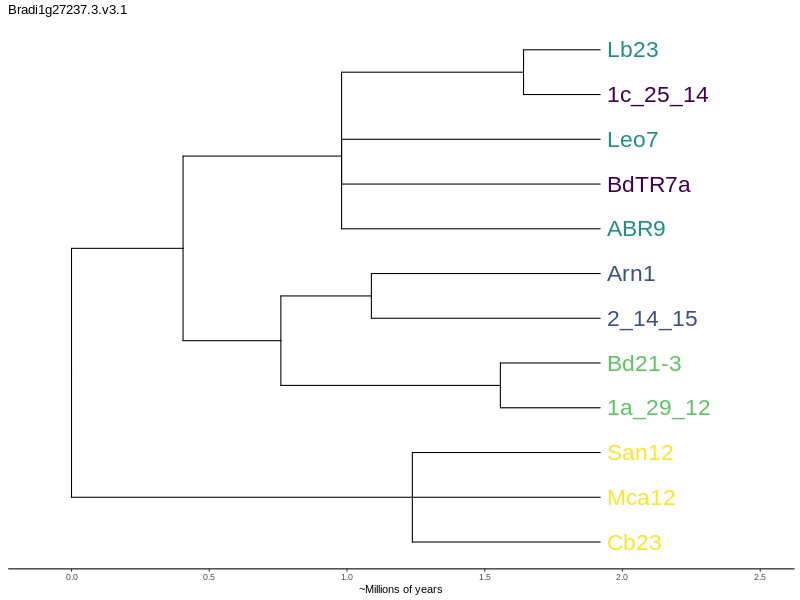 Bradi1g27237.3.v3.1
Lb23
1c_25_14
Leo7
BdTR7a
ABR9
Arn1
2_14_15
Bd21-3
1a_29_12
San12
Mca12
Cb23
0.0 0.5 1.0 1.5 2.0 2.5
~Millions of years